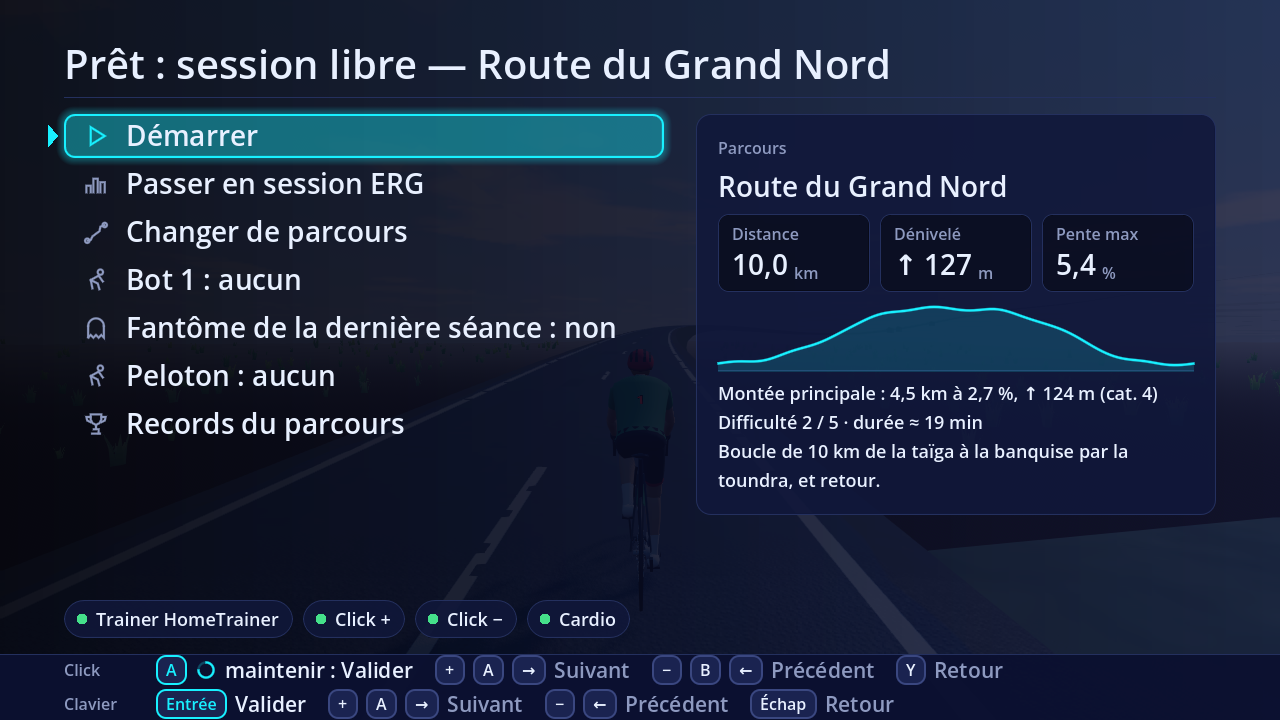 Prêt : session libre — Route du Grand Nord
Démarrer
Passer en session ERG
Changer de parcours
Bot 1 : aucun
Fantôme de la dernière séance : non
Peloton : aucun
Records du parcours
Parcours
Route du Grand Nord
Distance
10,0 km
Dénivelé
↑ 127 m
Pente max
5,4 %
Montée principale : 4,5 km à 2,7 %, ↑ 124 m (cat. 4)
Difficulté 2 / 5 · durée ≈ 19 min
Boucle de 10 km de la taïga à la banquise par la
toundra, et retour.
Trainer HomeTrainer
Click +
Click −
Cardio
Click A maintenir : Valider + A → Suivant − B ← Précédent Y Retour
Clavier Entrée Valider + A → Suivant − ← Précédent Échap Retour